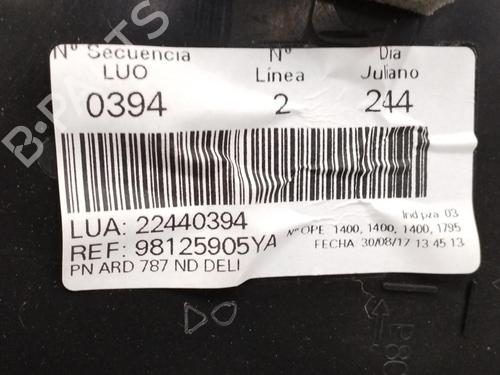 Nº Secuencia
LUO
0394
Nº
Línea
2
Dia
Juliano
244
LUA: 22440394
REF: 98125905YA
PN ARD 787 ND DELI
Ind pza 03
Nº OPE 1400, 1400, 1400, 1795
FECHA 30/08/17 13 45 13
B-PARTS